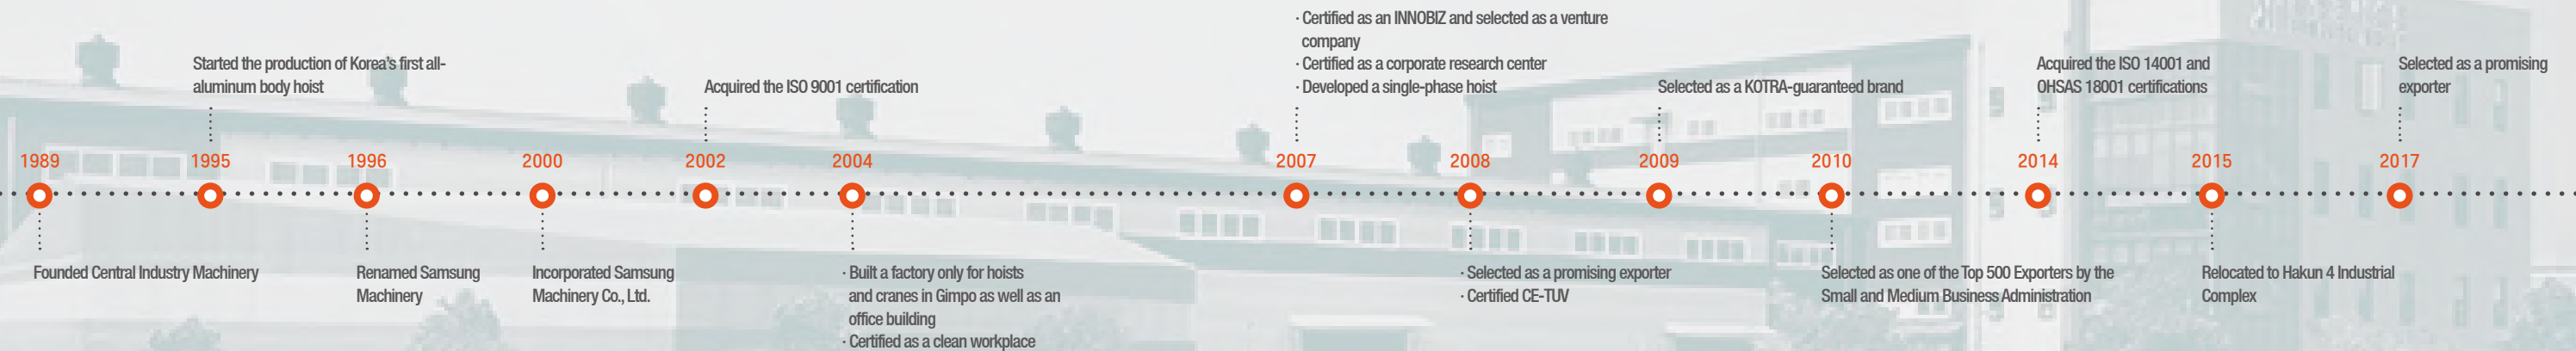 · Certified as an INNOBIZ and selected as a venture
company
Started the production of Korea's first all-
aluminum body hoist
Acquired the ISO 9001 certification
· Certified as a corporate research center
· Developed a single-phase hoist
Selected as a KOTRA-guaranteed brand
Acquired the ISO 14001 and
OHSAS 18001 certifications
Selected as a promising
exporter
1989
1995
1996
2000
2002
2004
2007
2008
2009
2010
2014
2015
2017
Founded Central Industry Machinery
Renamed Samsung
Machinery
Incorporated Samsung
Machinery Co., Ltd.
· Built a factory only for hoists
and cranes in Gimpo as well as an
office building
· Certified as a clean workplace
· Selected as a promising exporter
· Certified CE-TUV
Selected as one of the Top 500 Exporters by the
Small and Medium Business Administration
Relocated to Hakun 4 Industrial
Complex